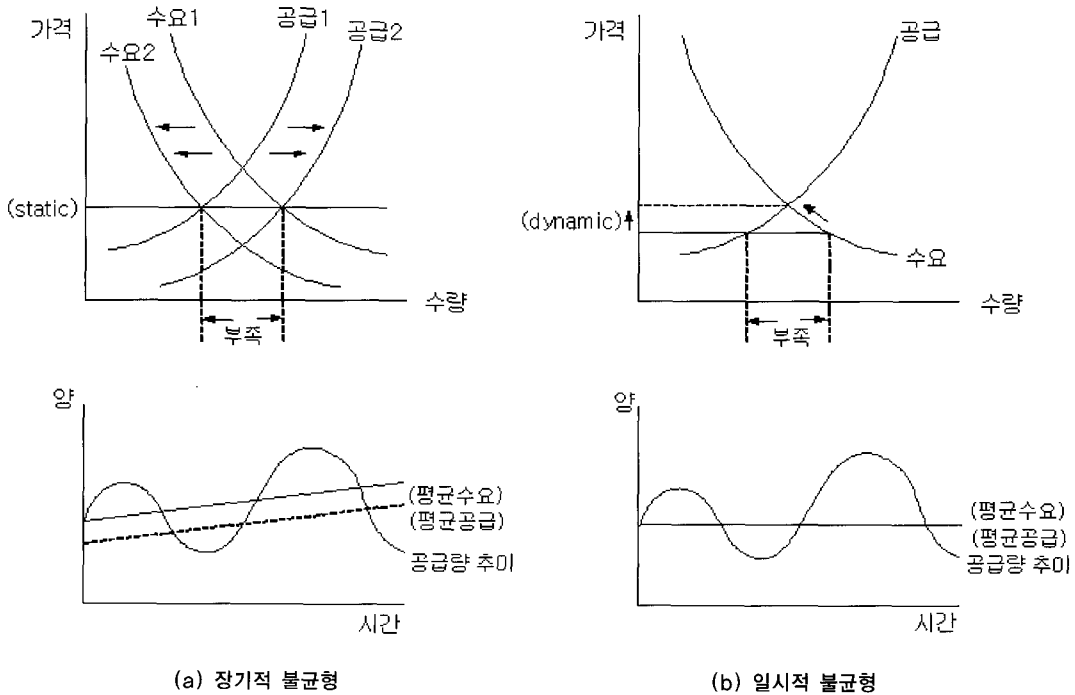 가격
수요1
공급1
수요2
공급2
(static)
수량
부족
가격
공급
(dynamic)
수요
수량
부족
양
(평균수요)
(평균공급)
공급량 추미
시간
양
(평균수요)
(평균공급)
공급량 추미
시간
(a) 장기적 불균형
(b) 일시적 불균형